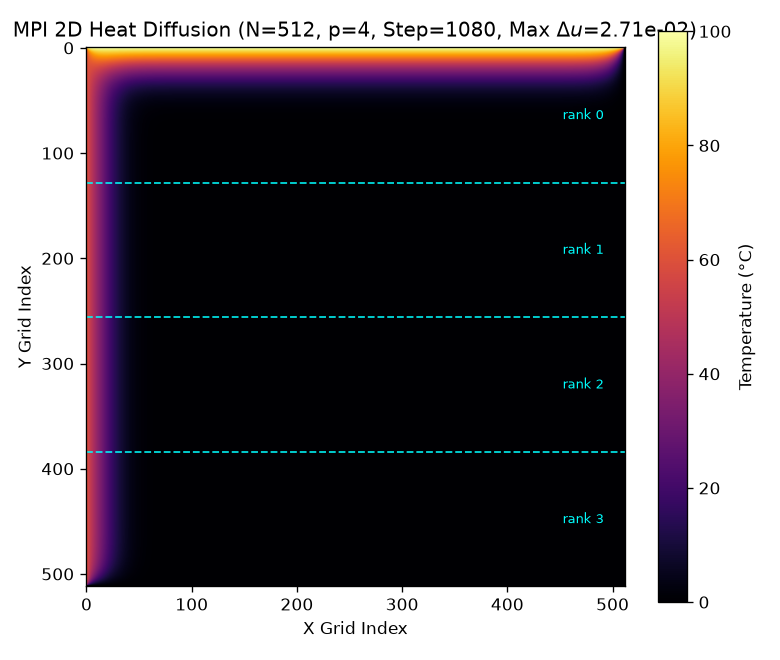 MPI 2D Heat Diffusion (N=512, p=4, Step=1080, Max Δu=2.71e-02)
0
100
200
300
400
500
Y Grid Index
rank 0
rank 1
rank 2
rank 3
0 100 200 300 400 500
X Grid Index
100
80
60
40
20
0
Temperature (°C)